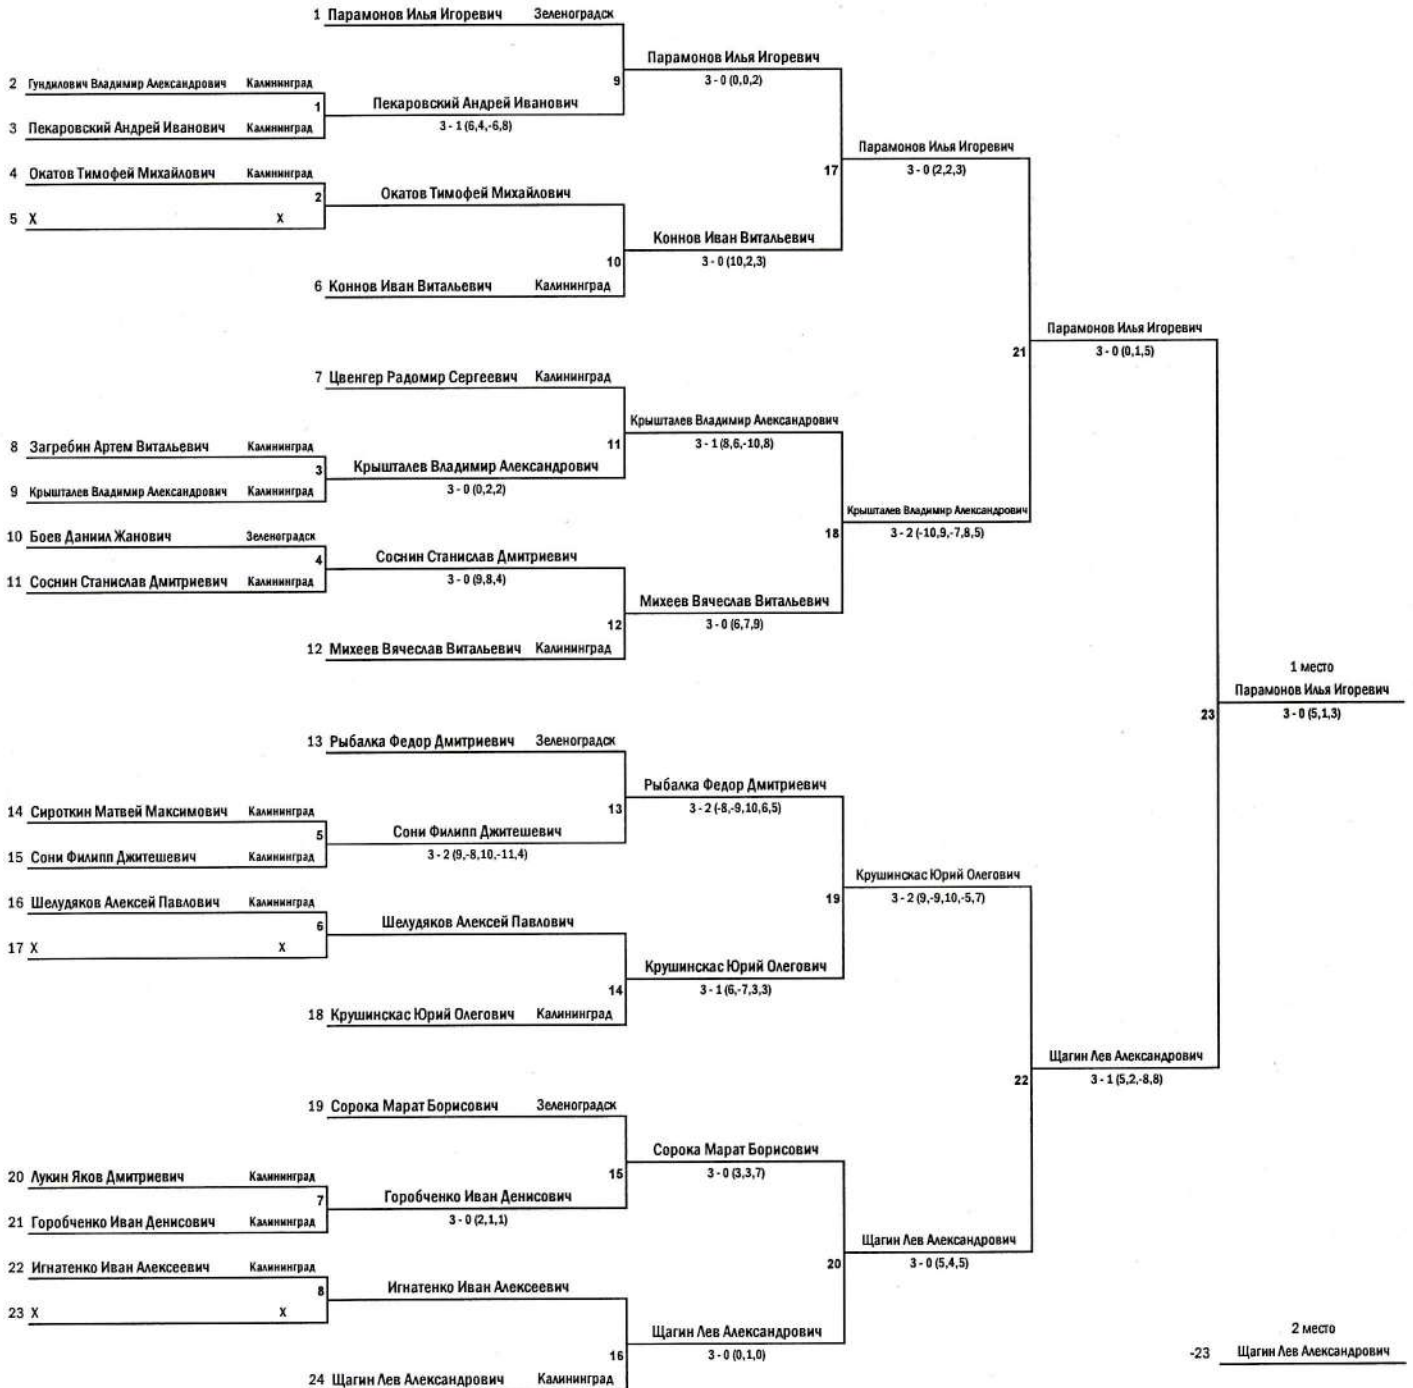 1 Парамонов Илья Игоревич Зеленоградск
Парамонов Илья Игоревич
9 3 - 0 (0,0,2)
2 Гундилович Владимир Александрович Калининград
1 Пекаровский Андрей Иванович
3 Пекаровский Андрей Иванович Калининград
3 - 1 (6,4,-6,8)
Парамонов Илья Игоревич
17 3 - 0 (2,2,3)
4 Окатов Тимофей Михайлович Калининград
2 Окатов Тимофей Михайлович
5 X X
Коннов Иван Витальевич
10 3 - 0 (10,2,3)
6 Коннов Иван Витальевич Калининград
Парамонов Илья Игоревич
21 3 - 0 (0,1,5)
7 Цвенгер Радомир Сергеевич Калининград
Крышталев Владимир Александрович
11 3 - 1 (8,6,-10,8)
8 Загребин Артем Витальевич Калининград
3 Крышталев Владимир Александрович
9 Крышталев Владимир Александрович Калининград
3 - 0 (0,2,2)
Крышталев Владимир Александрович
18 3 - 2 (-10,9,-7,8,5)
10 Боев Даниил Жанович Зеленоградск
4 Соснин Станислав Дмитриевич
11 Соснин Станислав Дмитриевич Калининград
3 - 0 (9,8,4)
Михеев Вячеслав Витальевич
12 3 - 0 (6,7,9)
12 Михеев Вячеслав Витальевич Калининград
1 место
Парамонов Илья Игоревич
23 3 - 0 (5,1,3)
13 Рыбалка Федор Дмитриевич Зеленоградск
Рыбалка Федор Дмитриевич
13 3 - 2 (-8,-9,10,6,5)
14 Сироткин Матвей Максимович Калининград
5 Сони Филипп Джитешевич
15 Сони Филипп Джитешевич Калининград
3 - 2 (9,-8,10,-11,4)
Крушинскас Юрий Олегович
19 3 - 2 (9,-9,10,-5,7)
16 Шелудяков Алексей Павлович Калининград
6 Шелудяков Алексей Павлович
17 X X
Крушинскас Юрий Олегович
14 3 - 1 (6,-7,3,3)
18 Крушинскас Юрий Олегович Калининград
Щагин Лев Александрович
22 3 - 1 (5,2,-8,8)
19 Сорока Марат Борисович Зеленоградск
Сорока Марат Борисович
15 3 - 0 (3,3,7)
20 Лукин Яков Дмитриевич Калининград
7 Горобченко Иван Денисович
21 Горобченко Иван Денисович Калининград
3 - 0 (2,1,1)
Щагин Лев Александрович
20 3 - 0 (5,4,5)
22 Игнатенко Иван Алексеевич Калининград
8 Игнатенко Иван Алексеевич
23 X X
Щагин Лев Александрович
16 3 - 0 (0,1,0)
24 Щагин Лев Александрович Калининград
2 место
-23 Щагин Лев Александрович